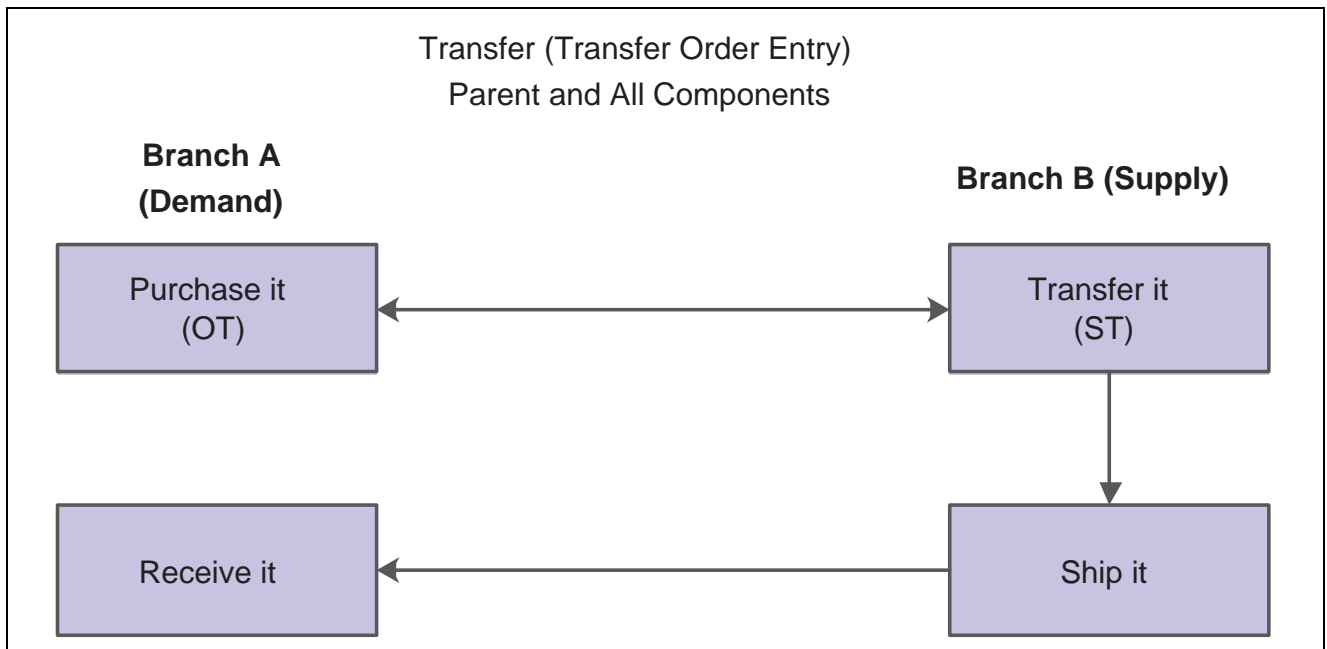 Transfer (Transfer Order Entry)
Parent and All Components
Branch A
(Demand)
Branch B (Supply)
Purchase it
(OT)
Transfer it
(ST)
Receive it
Ship it